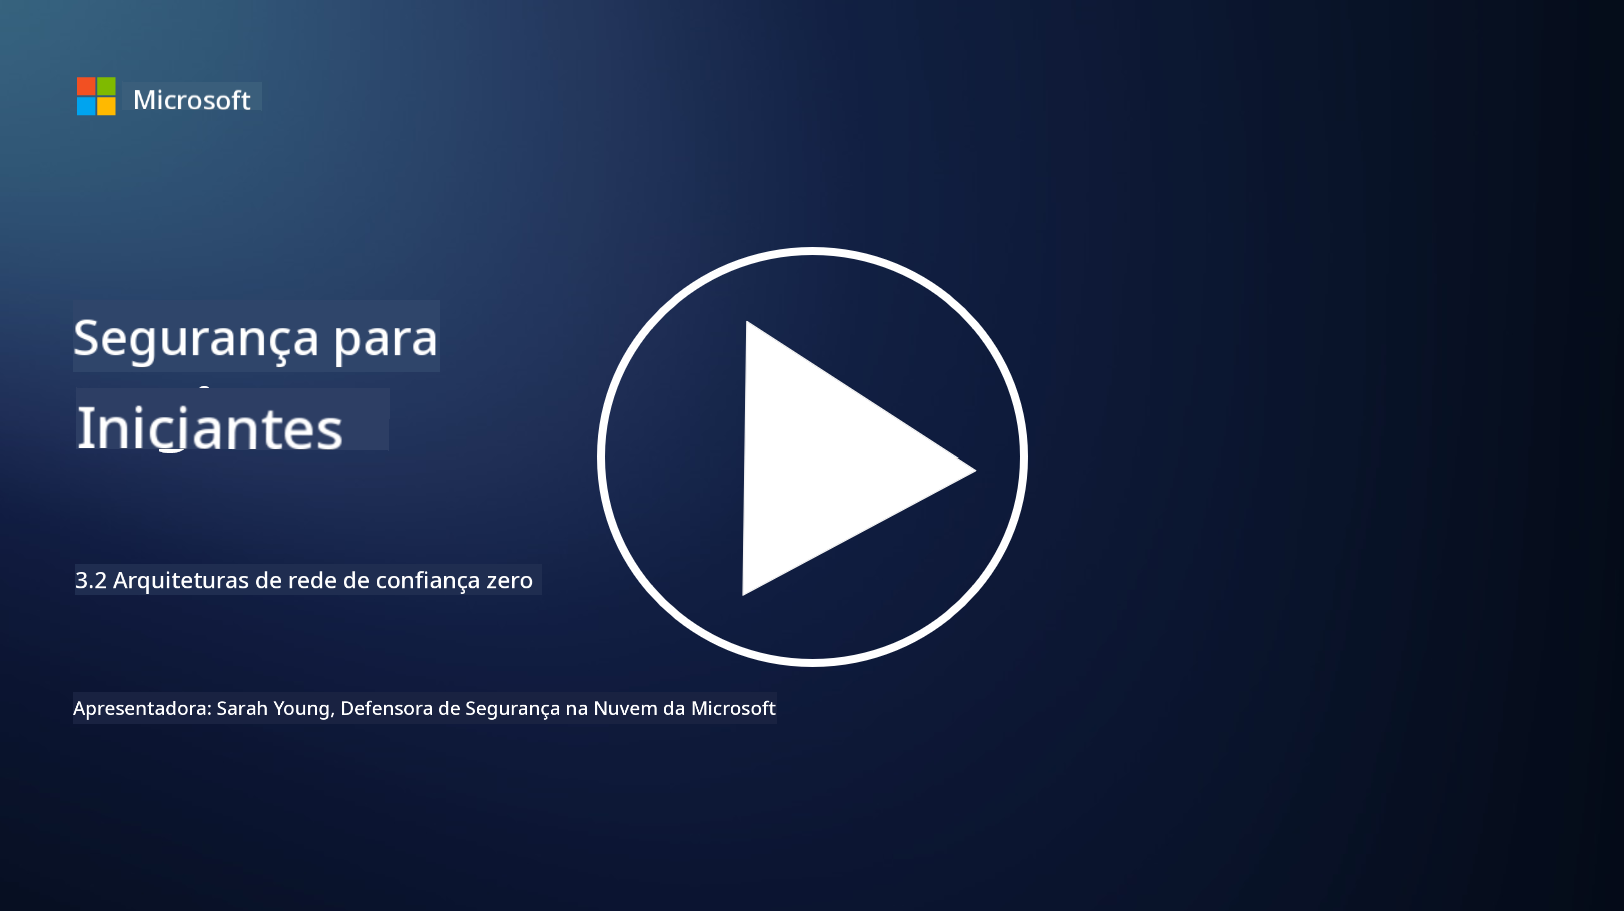 Microsoft
Segurança para
Iniciantes
3.2 Arquiteturas de rede de confiança zero
Apresentadora: Sarah Young, Defensora de Segurança na Nuvem da Microsoft